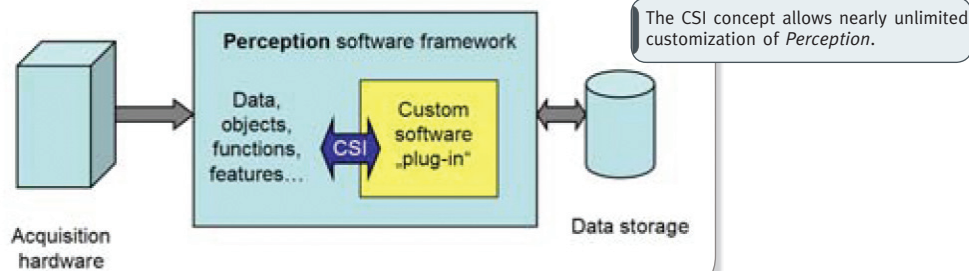 The CSI concept allows nearly unlimited
customization of Perception.
Perception software framework
Data,
objects,
functions,
features…
CSI
Custom
software
„plug-in“
Acquisition
hardware
Data storage